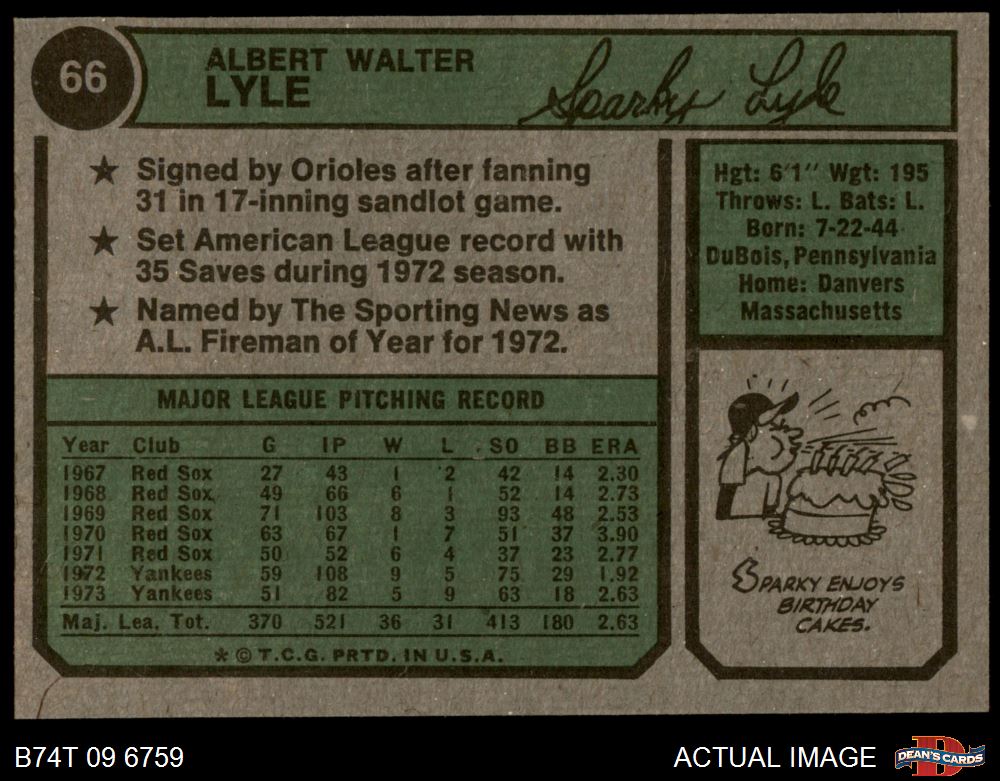 66
ALBERT WALTER
LYLE
Sparky Lyle
★ Signed by Orioles after fanning
31 in 17-inning sandlot game.
★ Set American League record with
35 Saves during 1972 season.
★ Named by The Sporting News as
A.L. Fireman of Year for 1972.
Hgt: 6'1" Wgt: 195
Throws: L. Bats: L.
Born: 7-22-44
DuBois, Pennsylvania
Home: Danvers
Massachusetts
MAJOR LEAGUE PITCHING RECORD
Year Club G IP W L SO BB ERA
1967 Red Sox 27 43 1 2 42 14 2.30
1968 Red Sox 49 66 6 1 52 14 2.73
1969 Red Sox 71 103 8 3 93 48 2.53
1970 Red Sox 63 67 1 7 51 37 3.90
1971 Red Sox 50 52 6 4 37 23 2.77
1972 Yankees 59 108 9 5 75 29 1.92
1973 Yankees 51 82 5 9 63 18 2.63
Maj. Lea. Tot. 370 521 36 31 413 180 2.63
* © T.C.G. PRTD. IN U.S.A.
SPARKY ENJOYS
BIRTHDAY
CAKES.
B74T 09 6759
ACTUAL IMAGE
D
DEAN'S CARDS